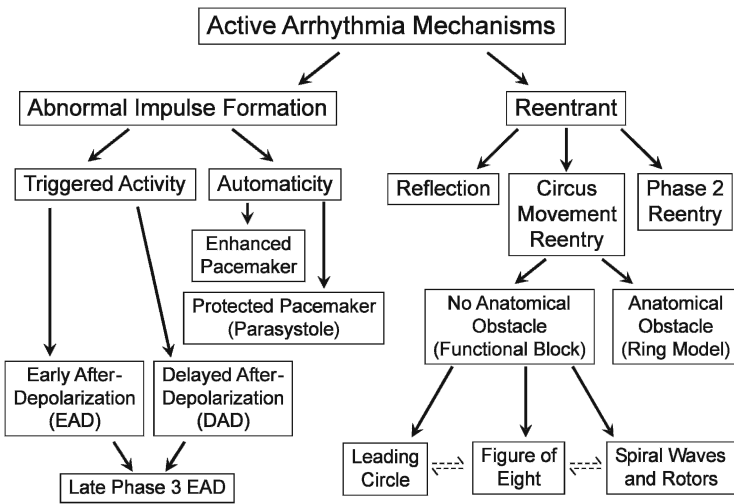 Active Arrhythmia Mechanisms
Abnormal Impulse Formation
Reentrant
Triggered Activity
Automaticity
Reflection
Circus
Movement
Reentry
Phase 2
Reentry
Enhanced
Pacemaker
Protected Pacemaker
(Parasystole)
No Anatomical
Obstacle
(Functional Block)
Anatomical
Obstacle
(Ring Model)
Early After-
Depolarization
(EAD)
Delayed After-
Depolarization
(DAD)
Leading
Circle
Figure of
Eight
Spiral Waves
and Rotors
Late Phase 3 EAD